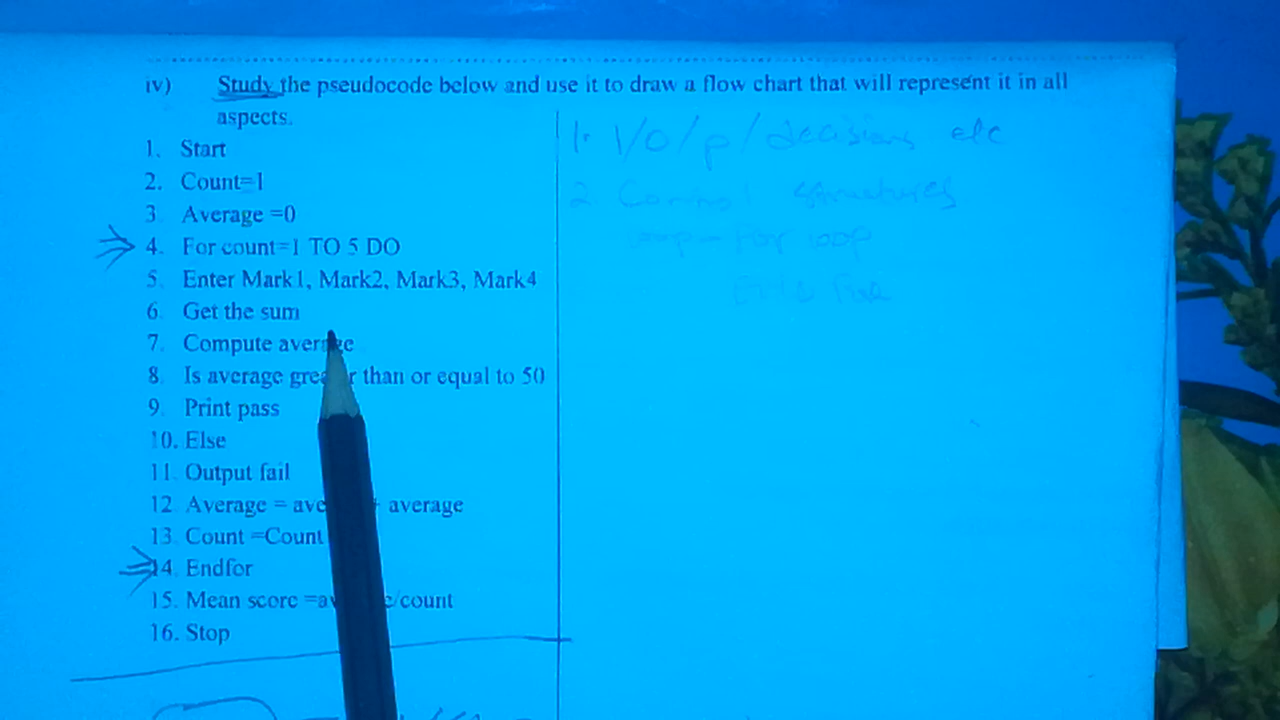 iv) Study the pseudocode below and use it to draw a flow chart that will represent it in all
aspects.
1. Start
2. Count=1
3. Average =0
4. For count=1 TO 5 DO
5. Enter Mark1, Mark2, Mark3, Mark4
6. Get the sum
7. Compute average
8. Is average greater than or equal to 50
9. Print pass
10. Else
11. Output fail
12. Average = average
13. Count =Count
14. Endfor
15. Mean score = /count
16. Stop
1. I/O/p/decisions etc
2. Control structures
loop - For loop